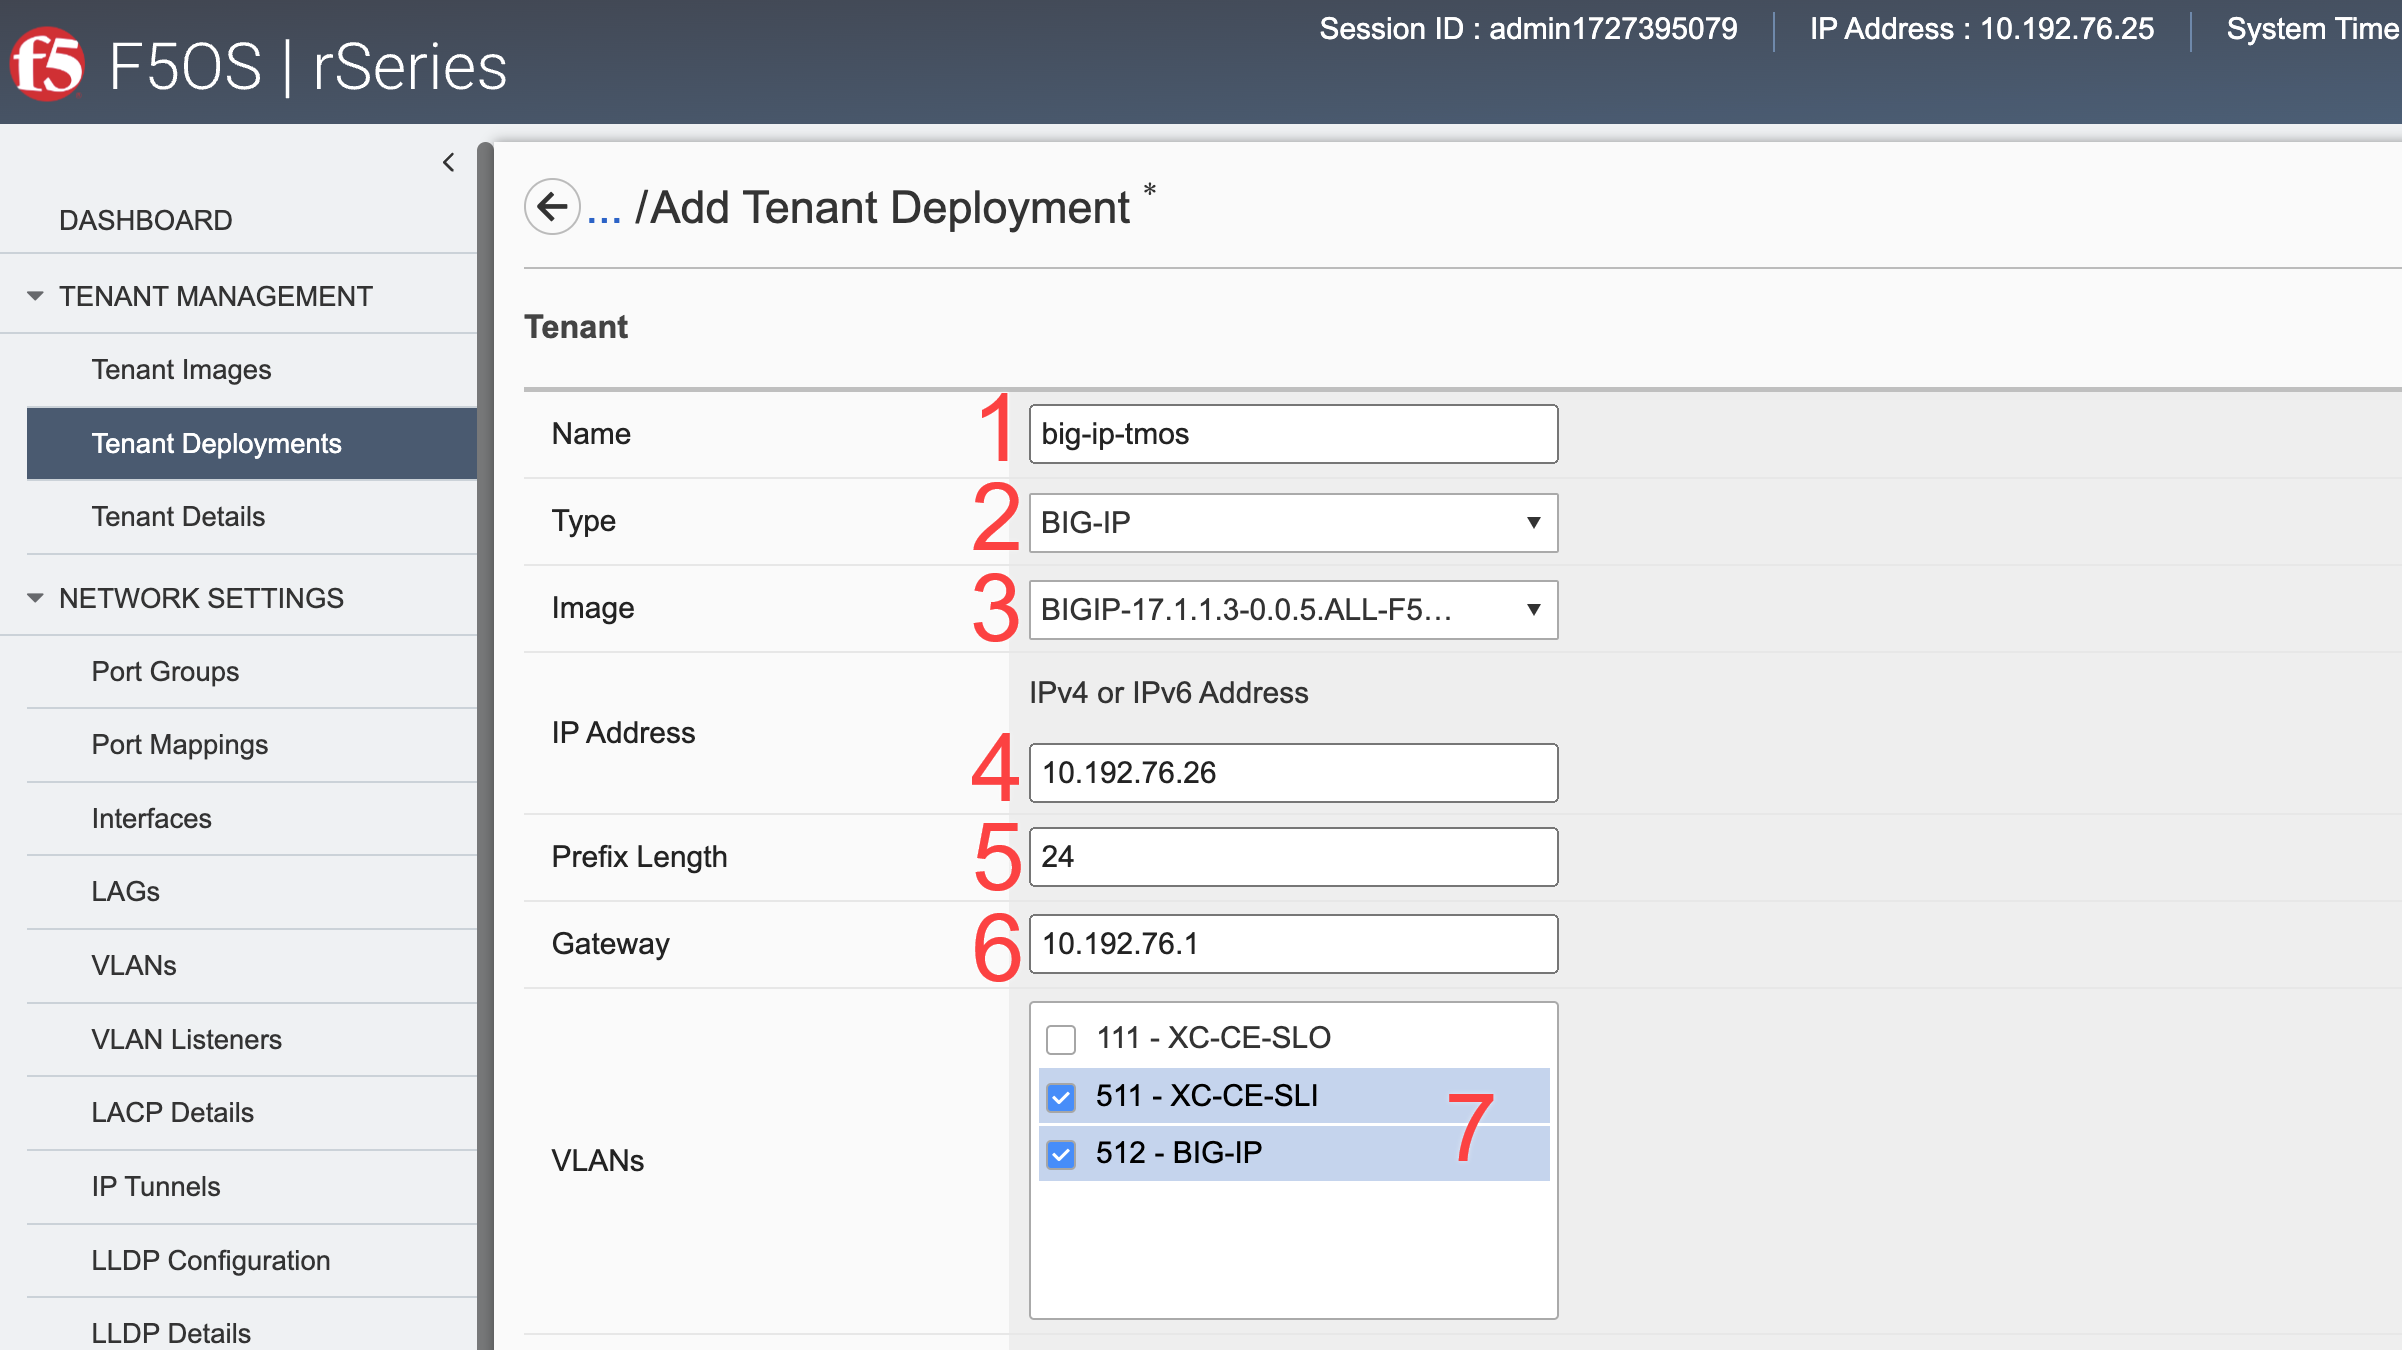 Session ID : admin1727395079
IP Address : 10.192.76.25
System Time
f5 F5OS | rSeries
DASHBOARD
TENANT MANAGEMENT
Tenant Images
Tenant Deployments
Tenant Details
NETWORK SETTINGS
Port Groups
Port Mappings
Interfaces
LAGs
VLANs
VLAN Listeners
LACP Details
IP Tunnels
LLDP Configuration
LLDP Details
... /Add Tenant Deployment *
Tenant
Name 1 big-ip-tmos
Type 2 BIG-IP
Image 3 BIGIP-17.1.1.3-0.0.5.ALL-F5...
IPv4 or IPv6 Address
IP Address 4 10.192.76.26
Prefix Length 5 24
Gateway 6 10.192.76.1
VLANs
111 - XC-CE-SLO
511 - XC-CE-SLI
7
512 - BIG-IP